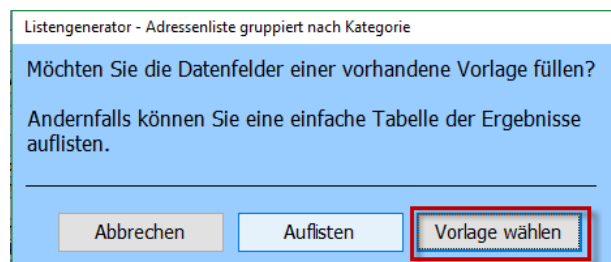 Listengenerator - Adressenliste gruppiert nach Kategorie
Möchten Sie die Datenfelder einer vorhandene Vorlage füllen?
Andernfalls können Sie eine einfache Tabelle der Ergebnisse
auflisten.
Abbrechen Auflisten Vorlage wählen